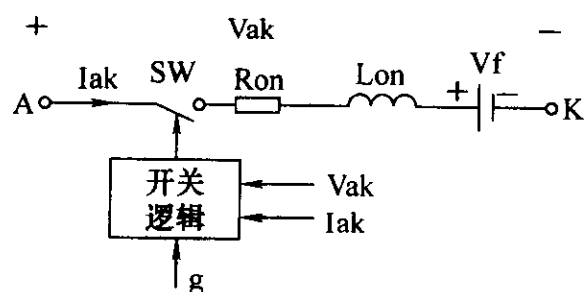 + Vak −
Iak SW Ron Lon + Vf −
A K
开关
逻辑
Vak
Iak
g